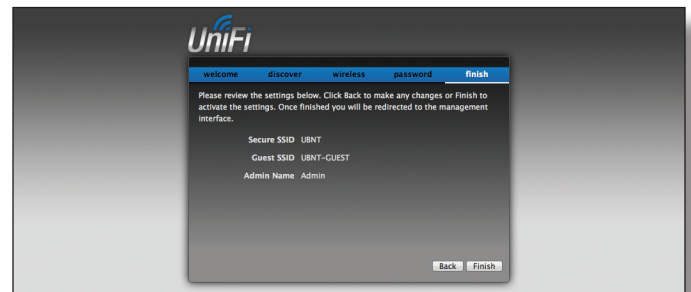 UniFi
welcome discover wireless password finish
Please review the settings below. Click Back to make any changes or Finish to
activate the settings. Once finished you will be redirected to the management
interface.
Secure SSID UBNT
Guest SSID UBNT-GUEST
Admin Name Admin
Back Finish